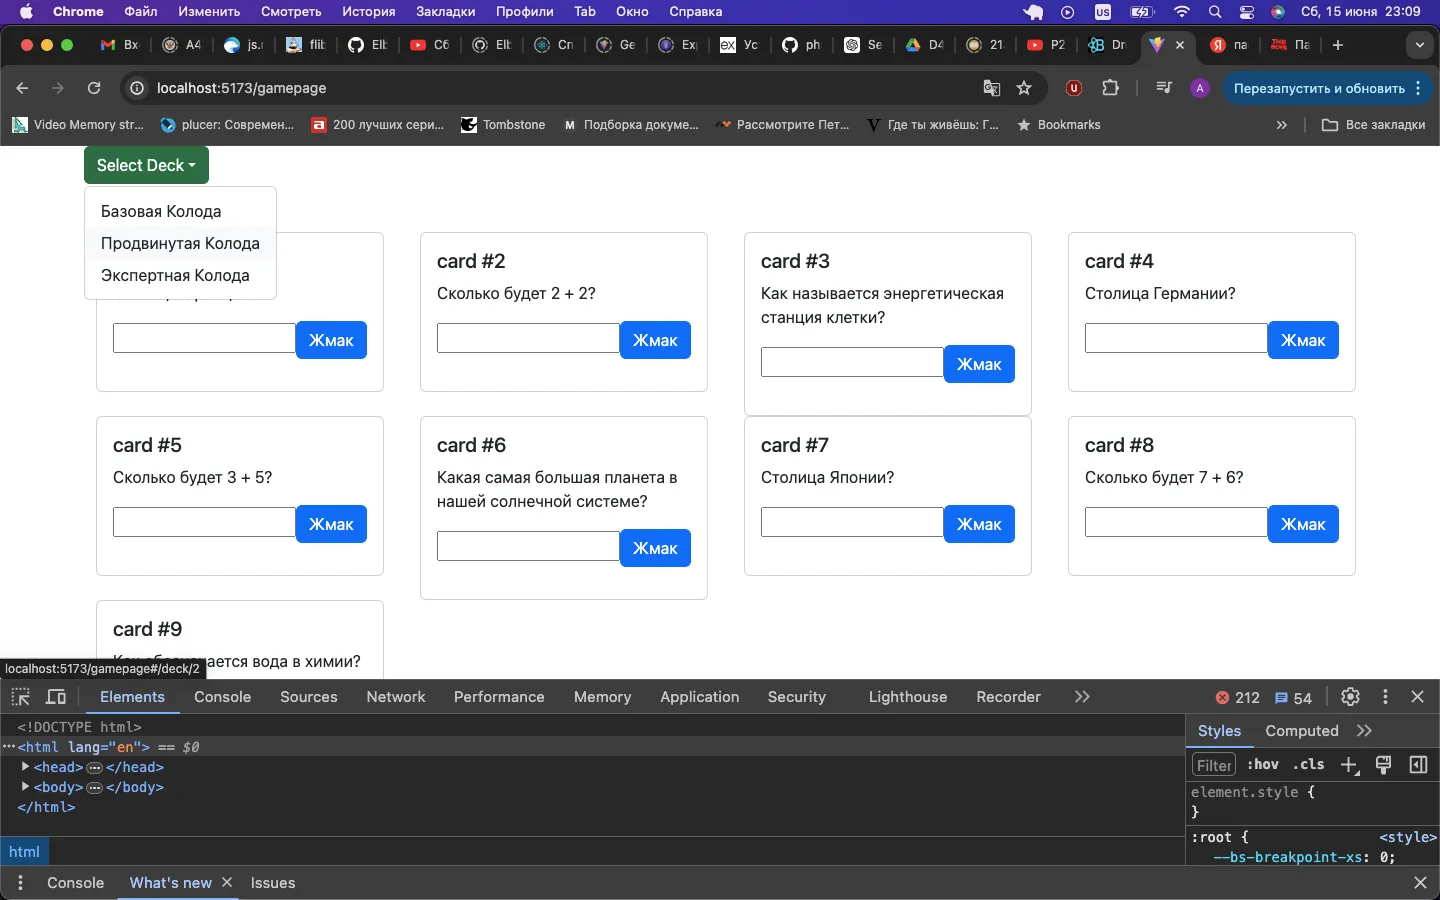 Chrome Файл Изменить Смотреть История Закладки Профили Tab Окно Справка US Сб, 15 июня 23:09
Вх A4 js.r flib Elb Сб Elb Сп Ge Ex ex Ус ph Se D4 21. P2 Dr па Па
localhost:5173/gamepage A Перезапустить и обновить
Video Memory str... plucer: Современ... 200 лучших сери... Tombstone M Подборка докуме... Рассмотрите Пет... Где ты живёшь: Г... Bookmarks » Все закладки
Select Deck
Базовая Колода
Продвинутая Колода
Экспертная Колода
card #2
Сколько будет 2 + 2?
Жмак
Жмак
card #3
Как называется энергетическая
станция клетки?
Жмак
card #4
Столица Германии?
Жмак
card #5
Сколько будет 3 + 5?
Жмак
card #6
Какая самая большая планета в
нашей солнечной системе?
Жмак
card #7
Столица Японии?
Жмак
card #8
Сколько будет 7 + 6?
Жмак
card #9
вода в химии?
localhost:5173/gamepage#/deck/2
Elements Console Sources Network Performance Memory Application Security Lighthouse Recorder 212 54
<!DOCTYPE html>
<html lang="en"> == $0
<head> ... </head>
<body> ... </body>
</html>
html
Styles Computed
Filter :hov .cls
element.style {
}
:root { <style>
--bs-breakpoint-xs: 0;
Console What's new Issues